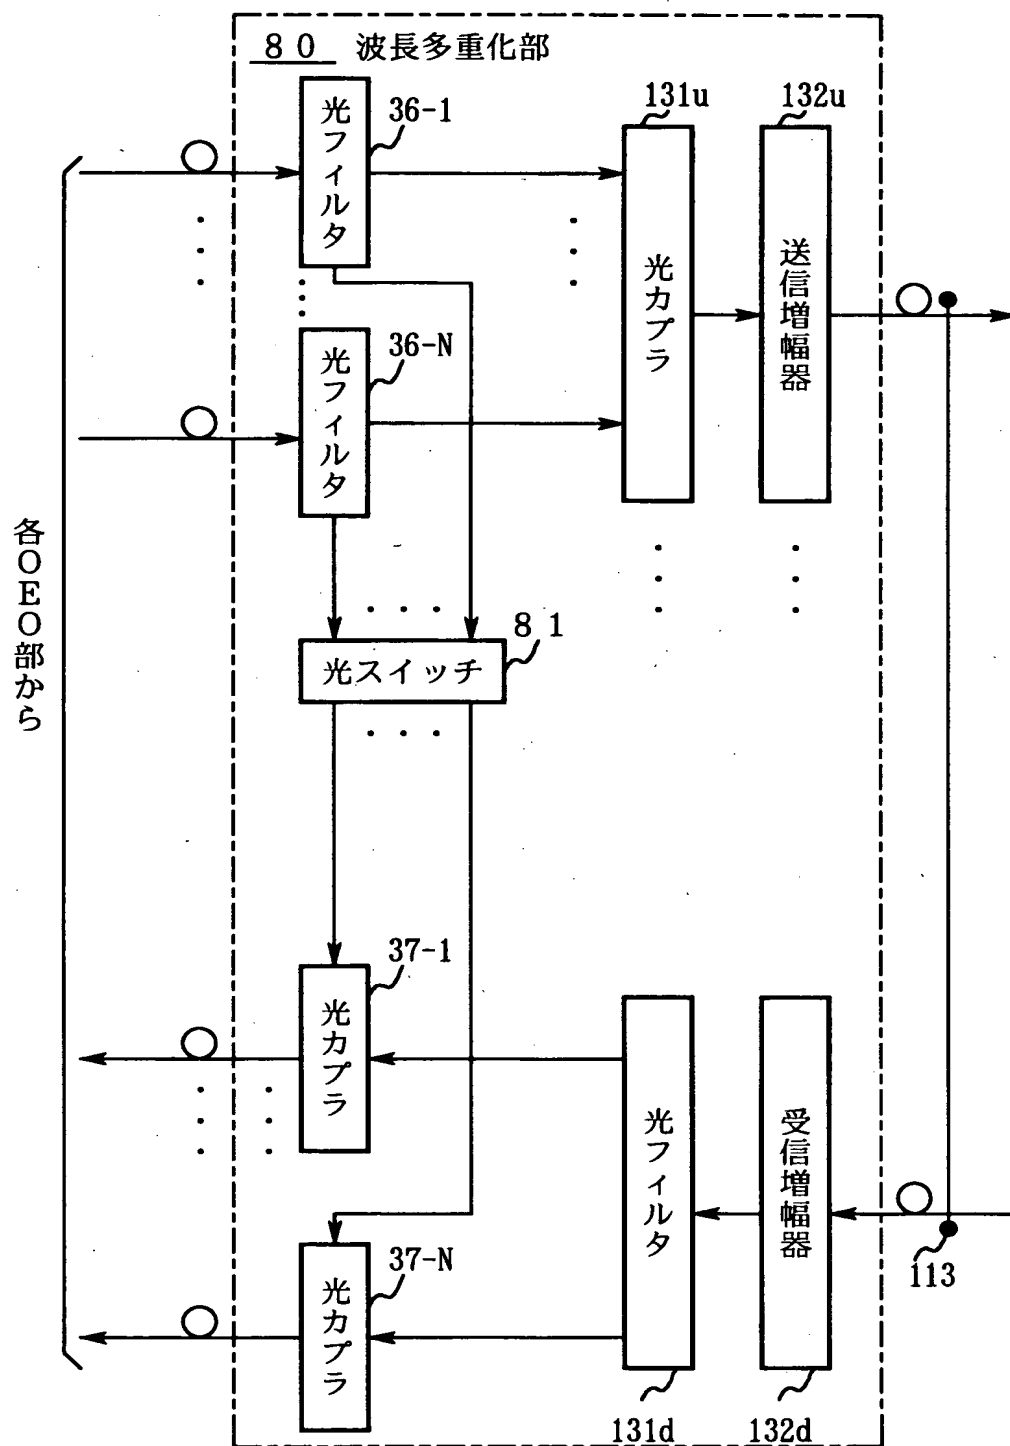 ８０ 波長多重化部
光フィルタ
36-1
131u
132u
光カプラ
送信増幅器
光フィルタ
36-N
各ＯＥＯ部から
８１
光スイッチ
37-1
光カプラ
光フィルタ
受信増幅器
113
37-N
光カプラ
131d
132d